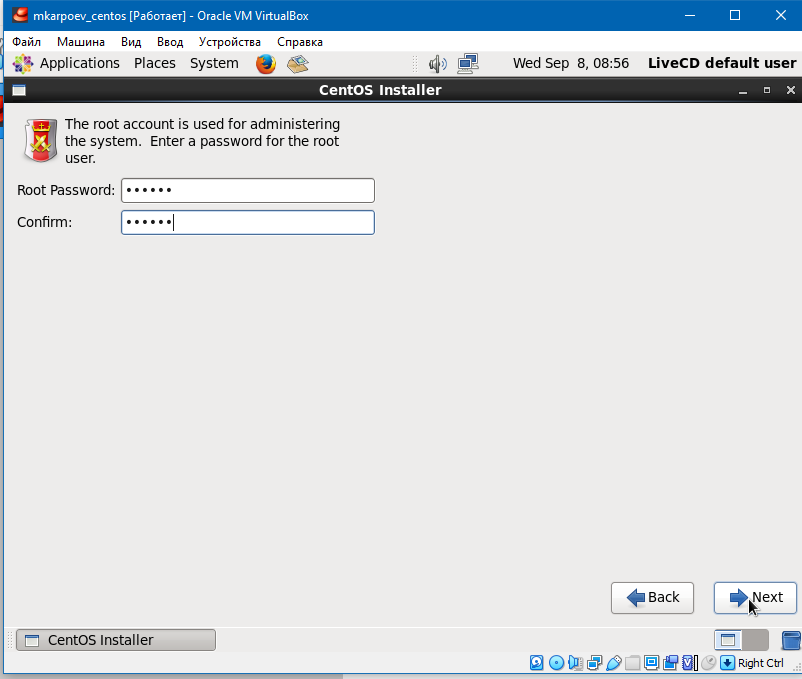 mkarpoev_centos [Работает] - Oracle VM VirtualBox
Файл Машина Вид Ввод Устройства Справка
Applications Places System Wed Sep 8, 08:56 LiveCD default user
CentOS Installer
The root account is used for administering
the system. Enter a password for the root
user.
Root Password: ••••••
Confirm: ••••••
Back Next
CentOS Installer
Right Ctrl